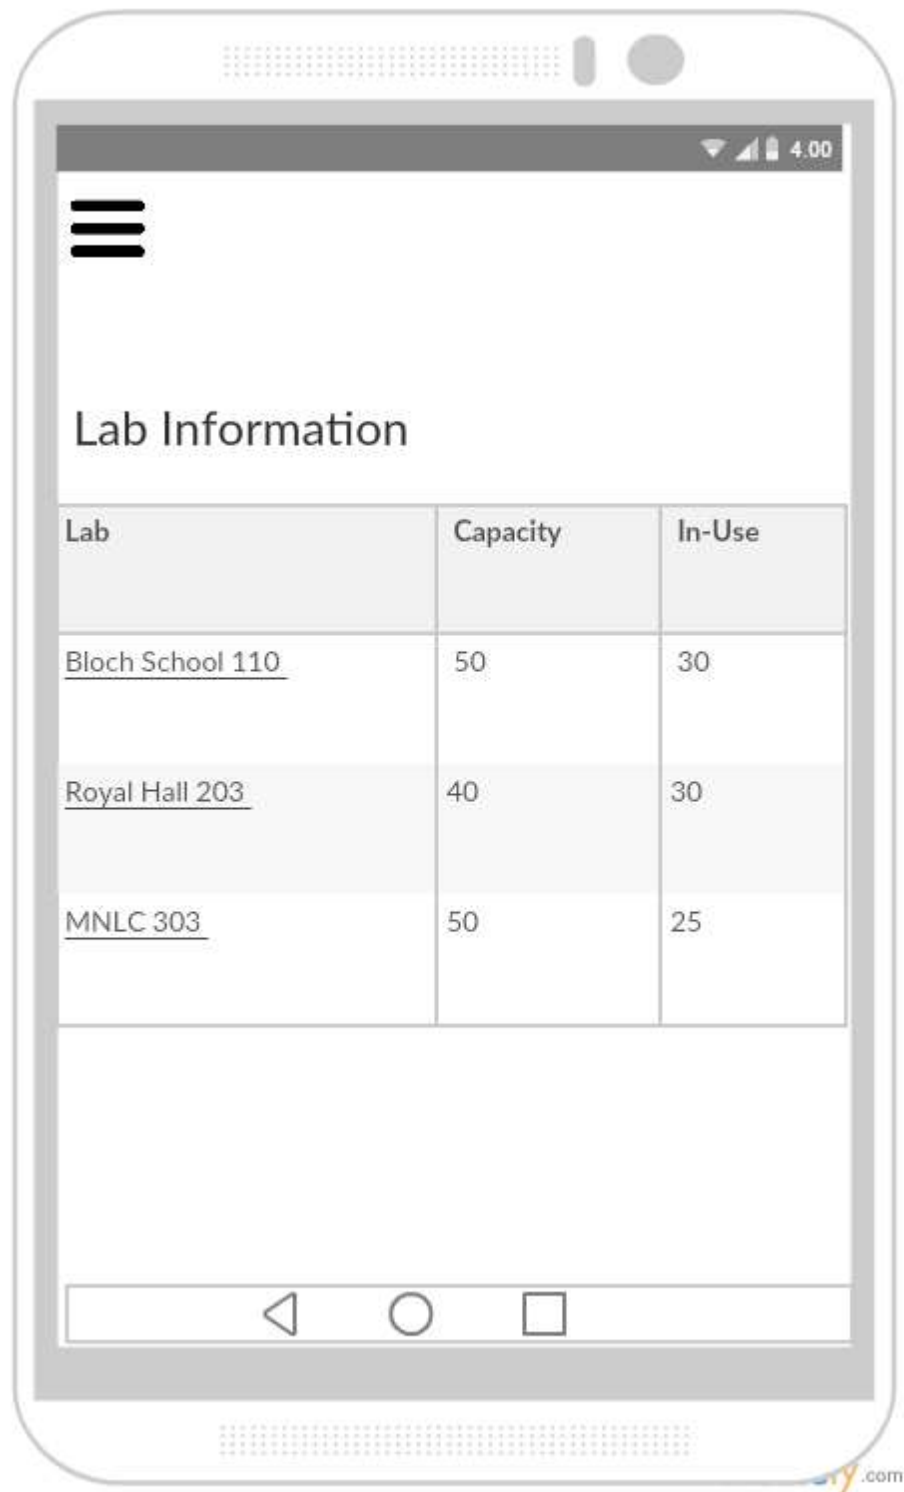 4.00
Lab Information
Lab Capacity In-Use
Bloch School 110 50 30
Royal Hall 203 40 30
MNLC 303 50 25
.com